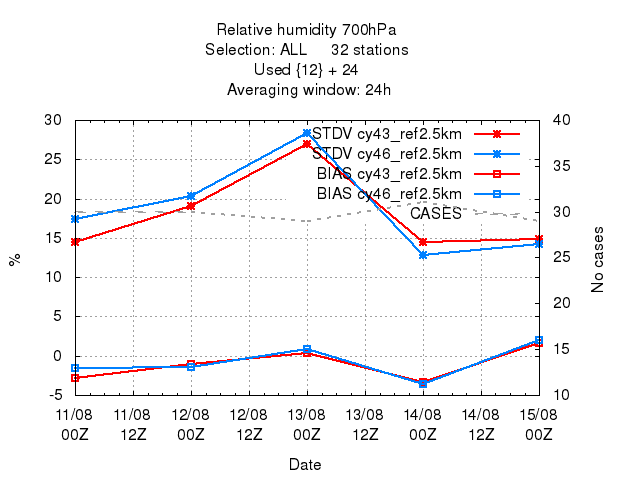 Relative humidity 700hPa
Selection: ALL 32 stations
Used {12} + 24
Averaging window: 24h
30 40
STDV cy43_ref2.5km
25 35
STDV cy46_ref2.5km
BIAS cy43_ref2.5km
BIAS cy46_ref2.5km
20 30
CASES
15 25
%
No cases
10
5 20
0 15
-5 10
11/08 11/08 12/08 12/08 13/08 13/08 14/08 14/08 15/08
00Z 12Z 00Z 12Z 00Z 12Z 00Z 12Z 00Z
Date